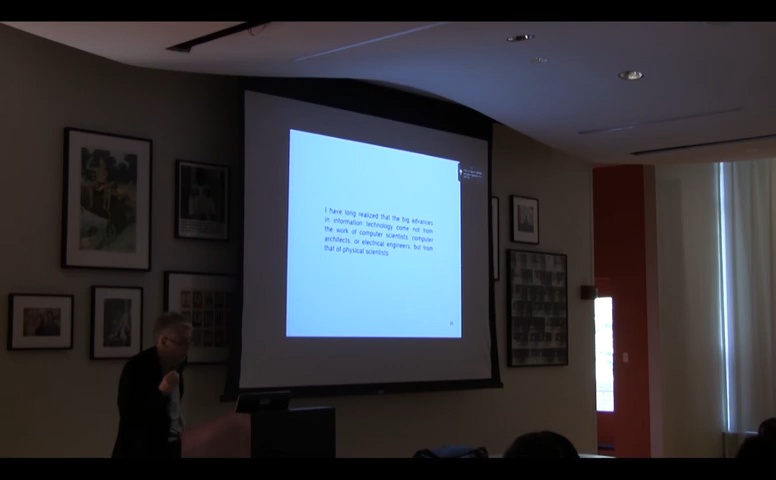 I have long realized that the big advances
in information technology come not from
the work of computer scientists, computer
architects, or electrical engineers, but from
that of physical scientists